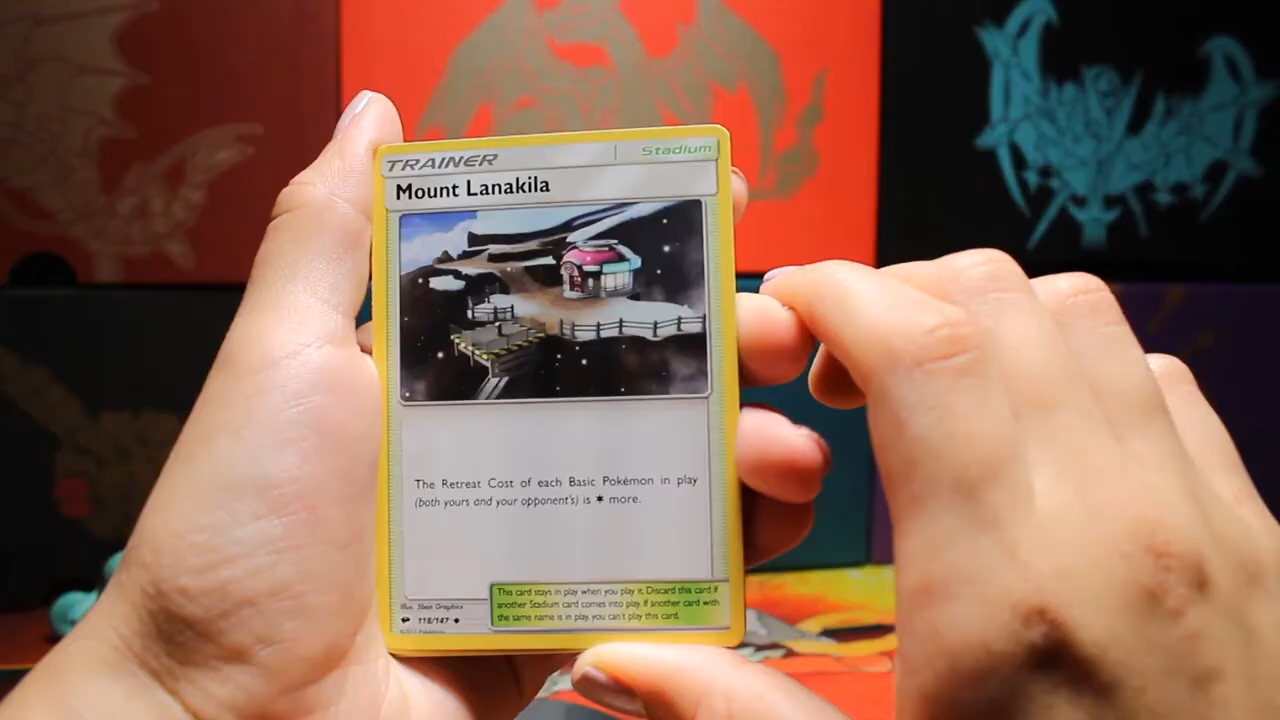 TRAINER Stadium
Mount Lanakila
The Retreat Cost of each Basic Pokémon in play
(both yours and your opponent's) is more.
This card stays in play when you play it. Discard this card if
another Stadium card comes into play. If another card with
the same name is in play, you can't play this card.
Illus. 5ban Graphics
118/147
©2017 Pokémon